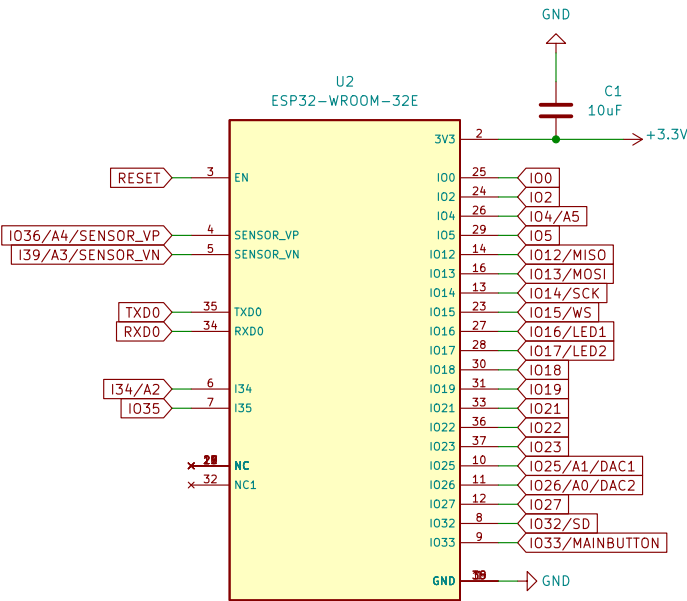 GND
C1
10uF
U2
ESP32-WROOM-32E
3V3 2 +3.3V
RESET 3 EN
IO0 25 IO0
IO2 24 IO2
IO4 26 IO4/A5
IO36/A4/SENSOR_VP 4 SENSOR_VP IO5 29 IO5
I39/A3/SENSOR_VN 5 SENSOR_VN IO12 14 IO12/MISO
IO13 16 IO13/MOSI
IO14 13 IO14/SCK
TXD0 35 TXD0 IO15 23 IO15/WS
RXD0 34 RXD0 IO16 27 IO16/LED1
IO17 28 IO17/LED2
IO18 30 IO18
I34/A2 6 I34 IO19 31 IO19
IO35 7 I35 IO21 33 IO21
IO22 36 IO22
IO23 37 IO23
NC IO25 10 IO25/A1/DAC1
32 NC1 IO26 11 IO26/A0/DAC2
IO27 12 IO27
IO32 8 IO32/SD
IO33 9 IO33/MAINBUTTON
GND GND